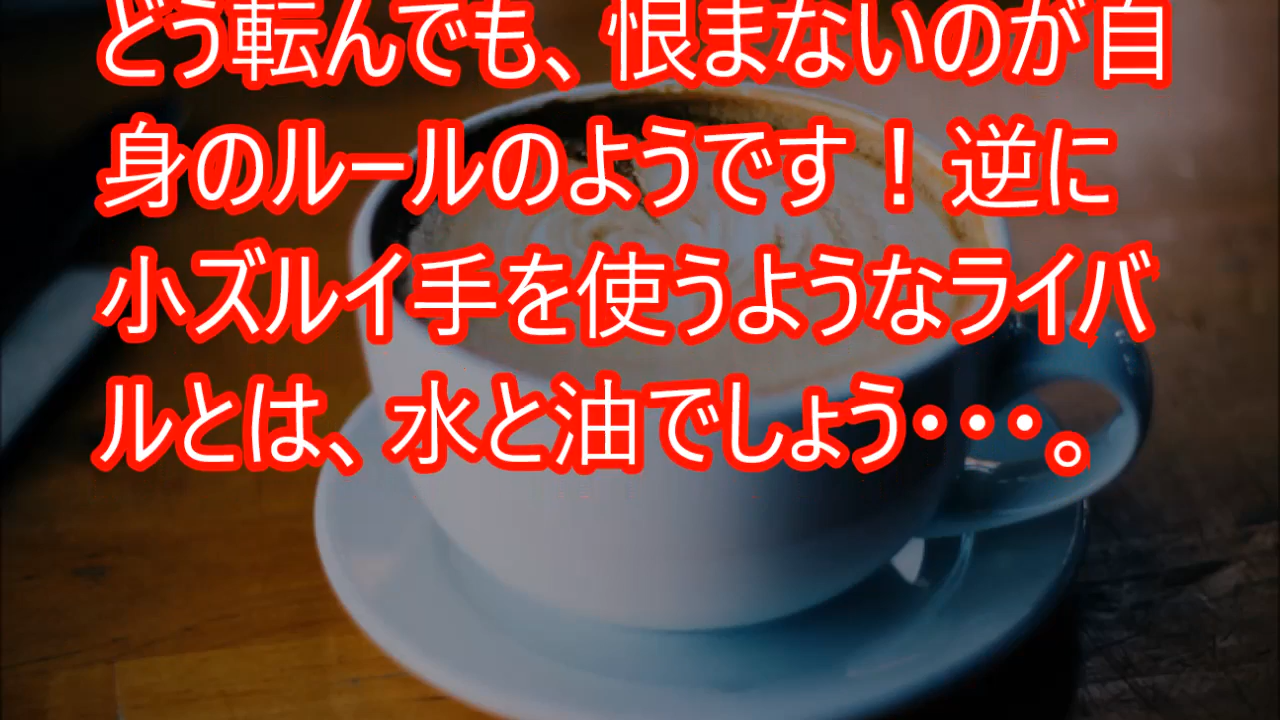 どう転んでも、恨まないのが自
身のルールのようです！逆に
小ズルイ手を使うようなライバ
ルとは、水と油でしょう・・・。